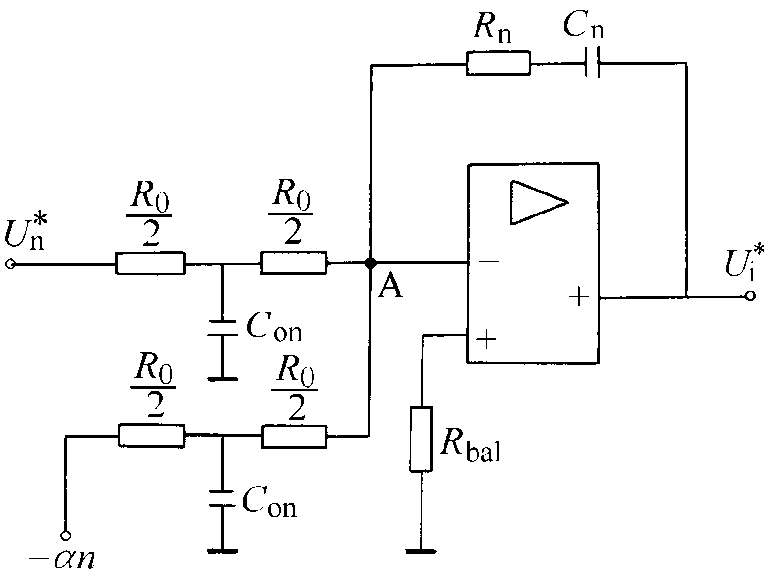 Rn Cn
R0/2 R0/2
Un*
A
−
Ui*
+
Con
+
R0/2 R0/2
Rbal
Con
−αn